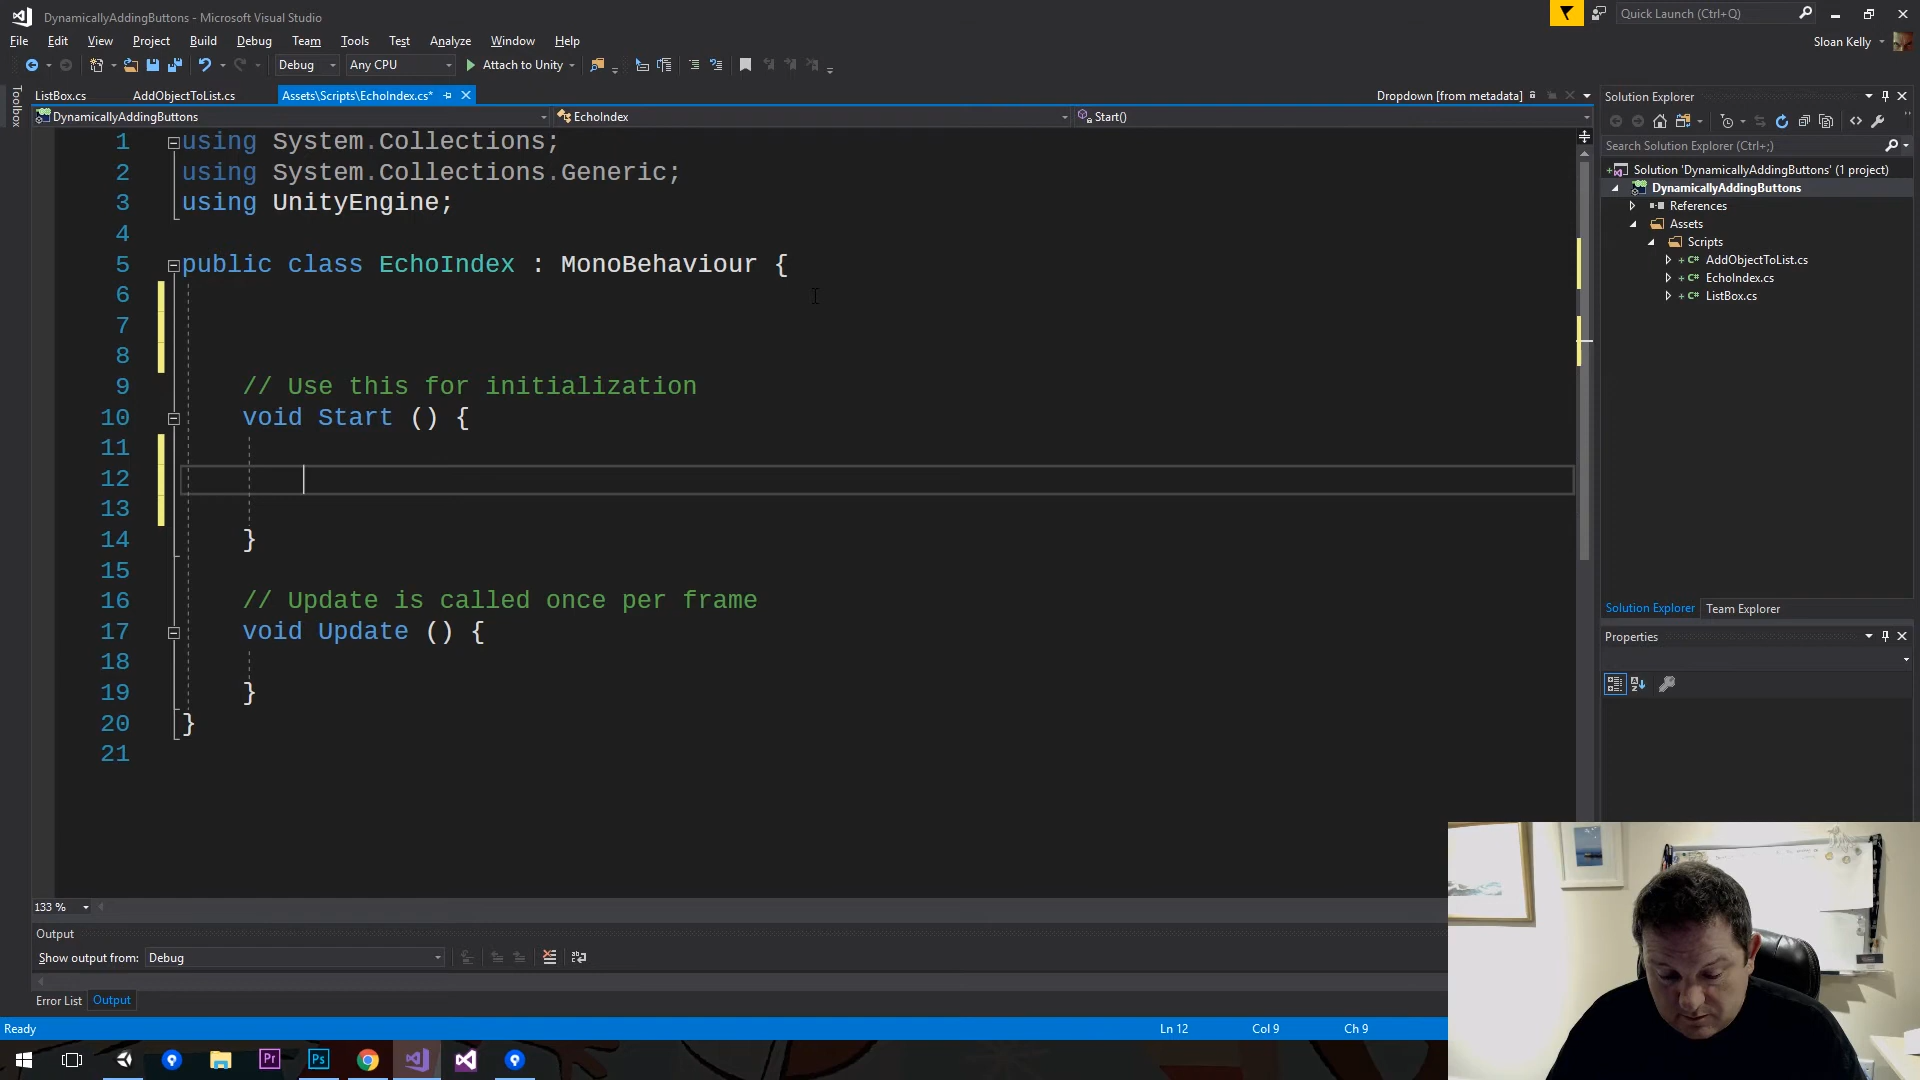 DynamicallyAddingButtons - Microsoft Visual Studio
Quick Launch (Ctrl+Q)
File Edit View Project Build Debug Team Tools Test Analyze Window Help
Sloan Kelly
Debug Any CPU Attach to Unity
Toolbox
ListBox.cs AddObjectToList.cs Assets\Scripts\EchoIndex.cs* Dropdown [from metadata]
DynamicallyAddingButtons EchoIndex Start()
1 using System.Collections;
2 using System.Collections.Generic;
3 using UnityEngine;
4
5 public class EchoIndex : MonoBehaviour {
6
7
8
9 // Use this for initialization
10 void Start () {
11
12
13
14 }
15
16 // Update is called once per frame
17 void Update () {
18
19 }
20 }
21
133 %
Output
Show output from: Debug
Error List Output
Ready Ln 12 Col 9 Ch 9
Solution Explorer
Search Solution Explorer (Ctrl+;)
Solution 'DynamicallyAddingButtons' (1 project)
DynamicallyAddingButtons
References
Assets
Scripts
C# AddObjectToList.cs
C# EchoIndex.cs
C# ListBox.cs
Solution Explorer Team Explorer
Properties
Pr Ps